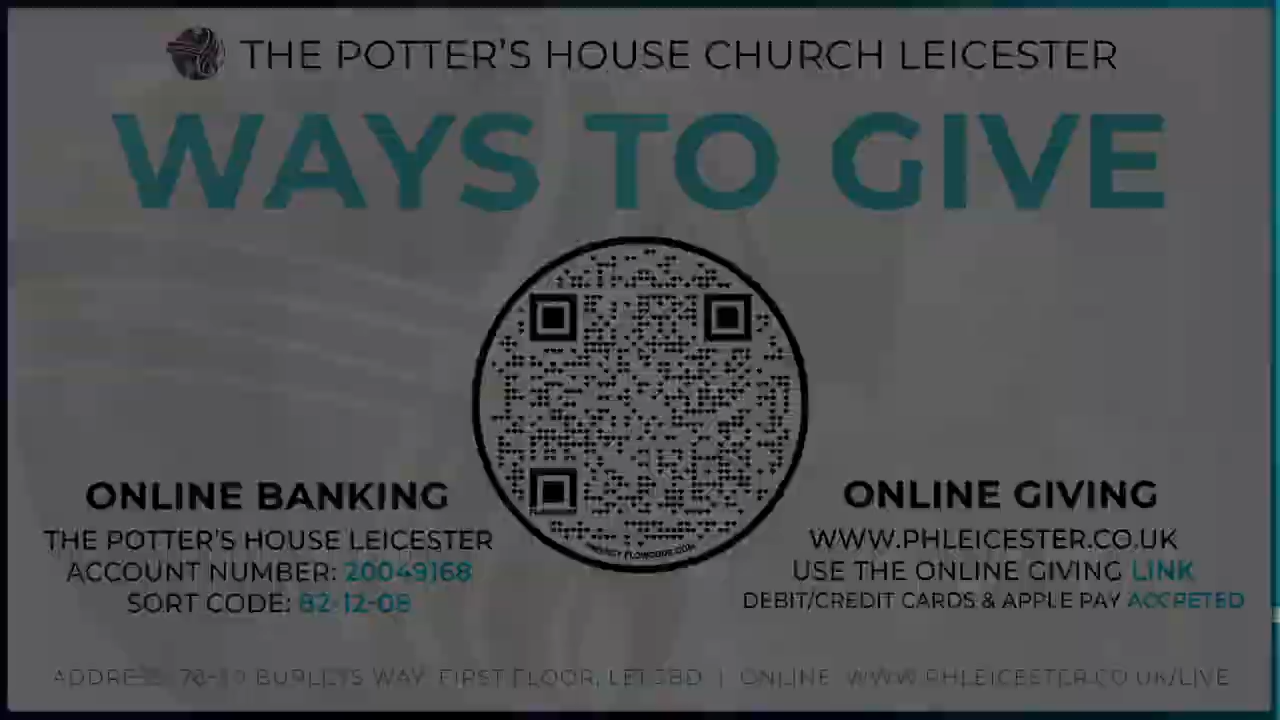 THE POTTER'S HOUSE CHURCH LEICESTER
WAYS TO GIVE
ONLINE BANKING
THE POTTER'S HOUSE LEICESTER
ACCOUNT NUMBER: 20049168
SORT CODE: 82-12-08
ONLINE GIVING
WWW.PHLEICESTER.CO.UK
USE THE ONLINE GIVING LINK
DEBIT/CREDIT CARDS & APPLE PAY ACCPETED
BURLEYS WAY, FIRST FLOOR, | ONLINE: WWW.PHLEICESTER.CO.UK/LIVE